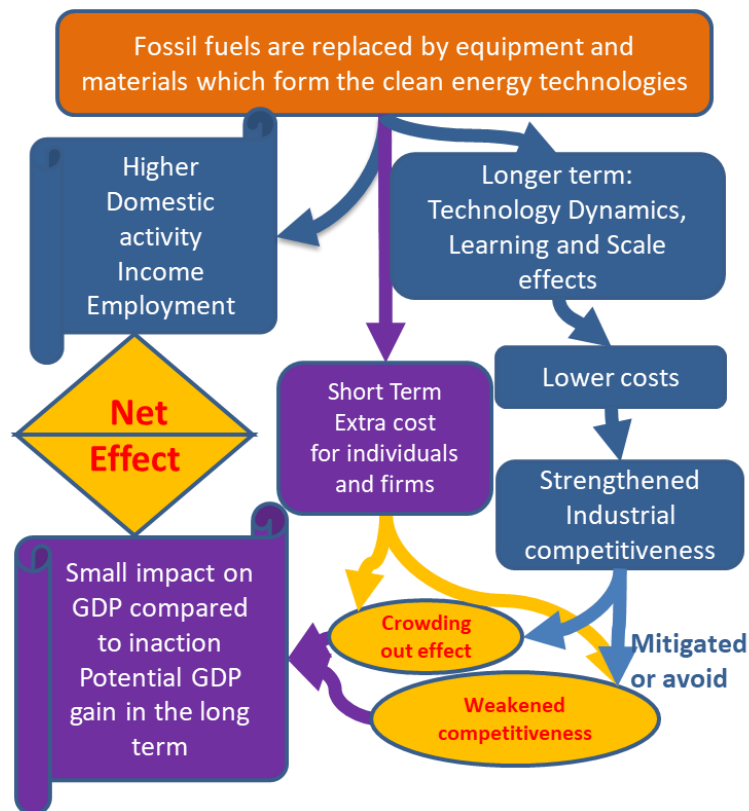 Fossil fuels are replaced by equipment and
materials which form the clean energy technologies
Higher
Domestic
activity
Income
Employment
Longer term:
Technology Dynamics,
Learning and Scale
effects
Net
Effect
Short Term
Extra cost
for individuals
and firms
Lower costs
Strengthened
Industrial
competitiveness
Small impact on
GDP compared
to inaction
Potential GDP
gain in the long
term
Crowding
out effect
Mitigated
or avoid
Weakened
competitiveness